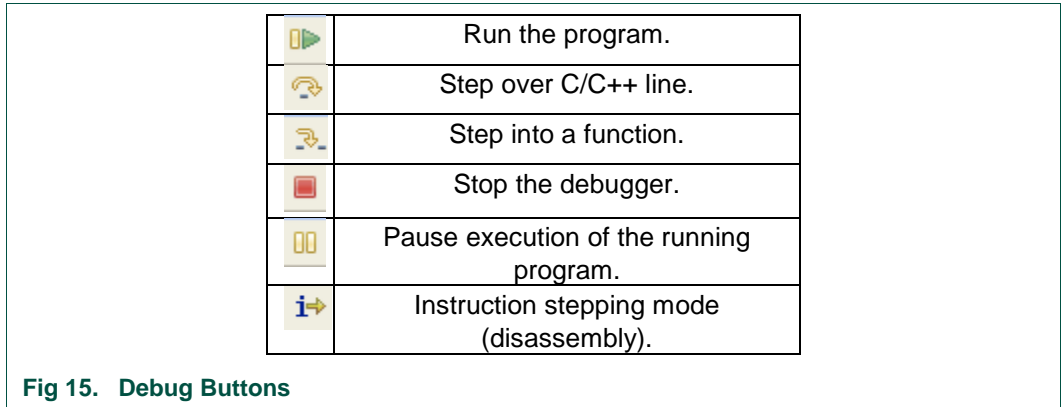 Run the program.
Step over C/C++ line.
Step into a function.
Stop the debugger.
Pause execution of the running
program.
i
Instruction stepping mode
(disassembly).
Fig 15. Debug Buttons